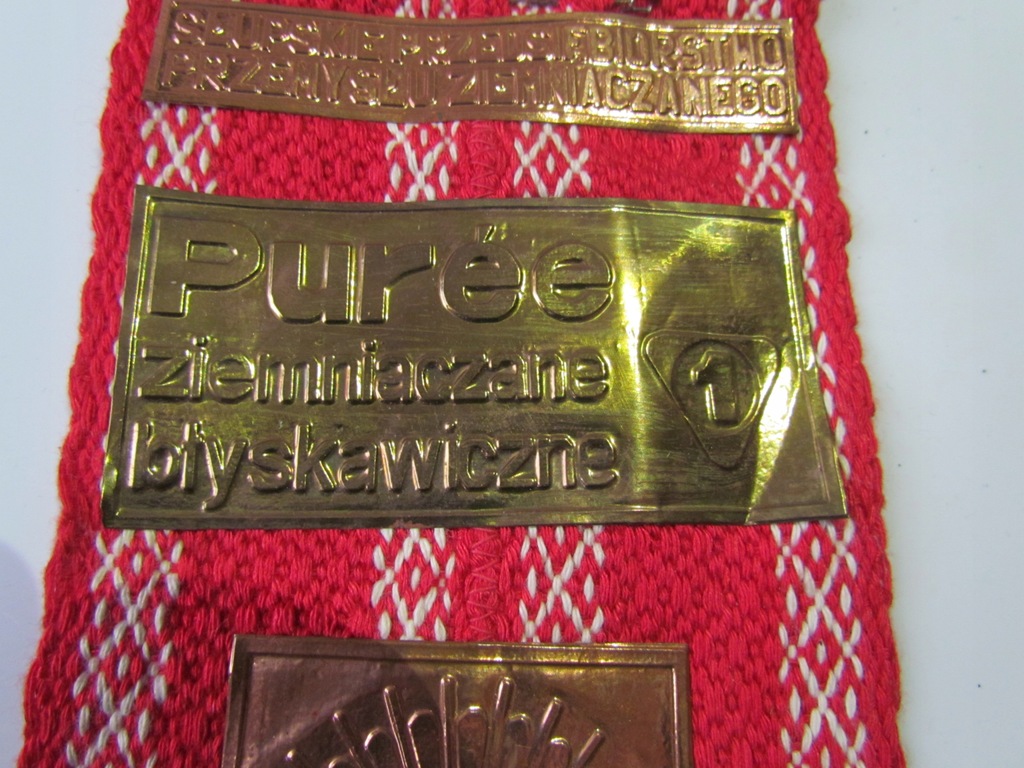 SŁUPSKIE PRZEDSIĘBIORSTWO
PRZEMYSŁU ZIEMNIACZANEGO
Purée
ziemniaczane
błyskawiczne
1